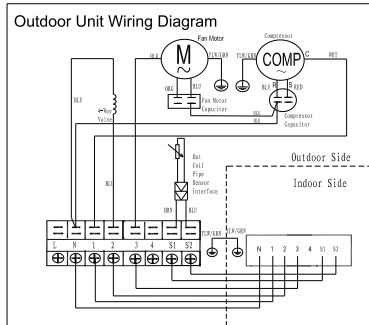 Outdoor Unit Wiring Diagram
Fan Motor
Compressor
BLK
M
YLW/GRN
YLW/GRN
COMP
C
WHT
ORG
BLU
BLU
R
S
RED
BLU
4-Way
Valve
Fan Motor
Capacitor
BLK
BLK
Compressor
Capacitor
Out
Coil
Pipe
Sensor
Interface
Outdoor Side
Indoor Side
BLU
BRN
BLU
YLW/GRN
YLW/GRN
L N 1 2 3 4 S1 S2
N 1 2 3 4 S1 S2